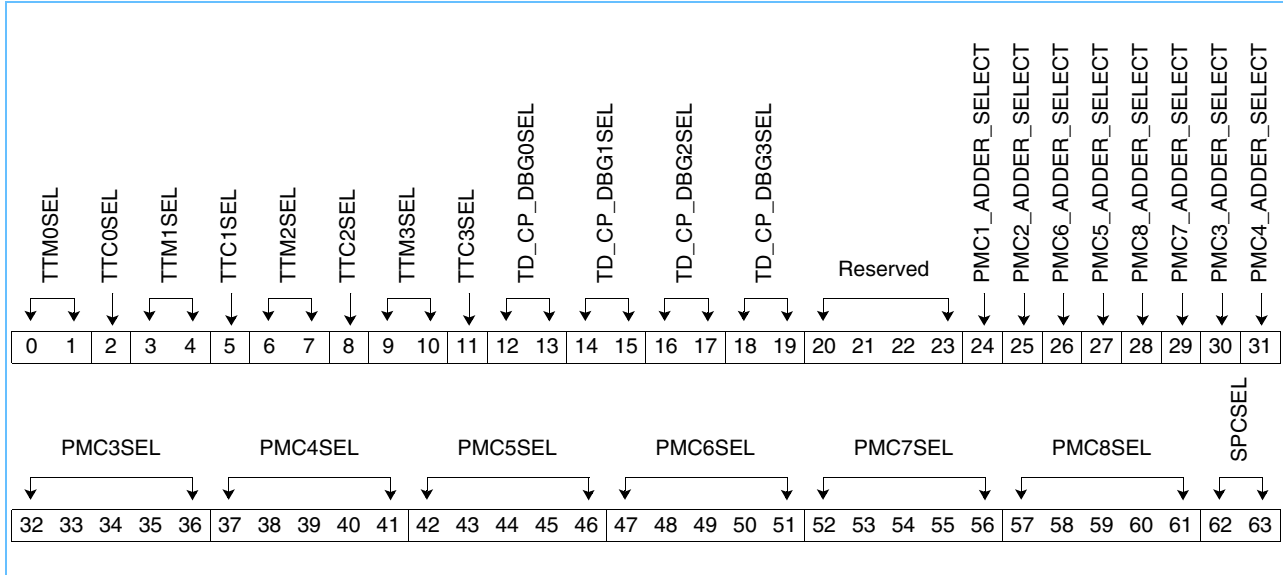 TTM0SEL
TTC0SEL
TTM1SEL
TTC1SEL
TTM2SEL
TTC2SEL
TTM3SEL
TTC3SEL
TD_CP_DBG0SEL
TD_CP_DBG1SEL
TD_CP_DBG2SEL
TD_CP_DBG3SEL
Reserved
PMC1_ADDER_SELECT
PMC2_ADDER_SELECT
PMC6_ADDER_SELECT
PMC5_ADDER_SELECT
PMC8_ADDER_SELECT
PMC7_ADDER_SELECT
PMC3_ADDER_SELECT
PMC4_ADDER_SELECT
0 1 2 3 4 5 6 7 8 9 10 11 12 13 14 15 16 17 18 19 20 21 22 23 24 25 26 27 28 29 30 31
PMC3SEL
PMC4SEL
PMC5SEL
PMC6SEL
PMC7SEL
PMC8SEL
SPCSEL
32 33 34 35 36 37 38 39 40 41 42 43 44 45 46 47 48 49 50 51 52 53 54 55 56 57 58 59 60 61 62 63